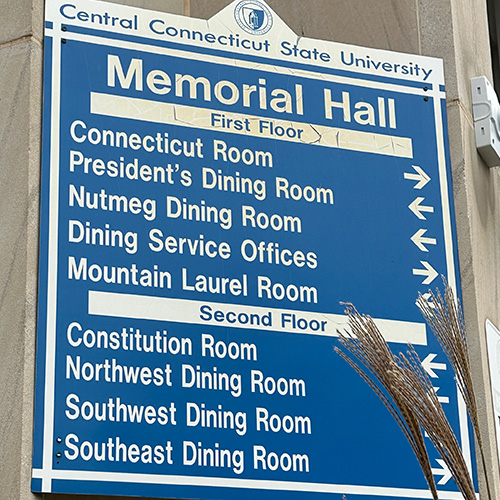 Central Connecticut State University
Memorial Hall
First Floor
Connecticut Room
President's Dining Room
Nutmeg Dining Room
Dining Service Offices
Mountain Laurel Room
Second Floor
Constitution Room
Northwest Dining Room
Southwest Dining Room
Southeast Dining Room